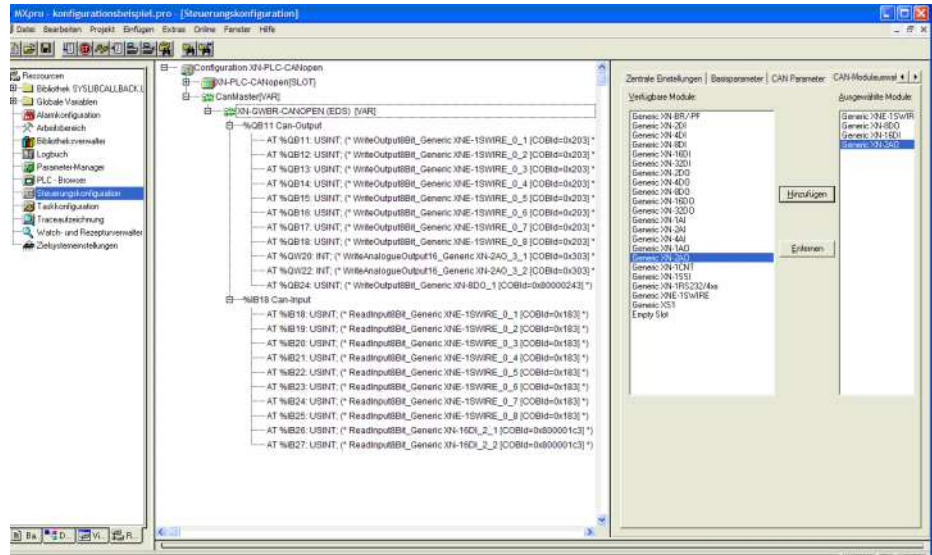 MXpro - konfigurationsbeispiel.pro - [Steuerungskonfiguration]
Datei Bearbeiten Projekt Einfügen Extras Online Fenster Hilfe
Ressourcen
Bibliothek SYSLIBCALLBACK.L
Globale Variablen
Alarmkonfiguration
Arbeitsbereich
Bibliotheksverwalter
Logbuch
Parameter-Manager
PLC - Browser
Steuerungskonfiguration
Taskkonfiguration
Traceaufzeichnung
Watch- und Rezepturverwalter
Zielsystemeinstellungen
Ba.. D.. Vi.. R..
Configuration XN-PLC-CANopen
XN-PLC-CANopen[SLOT]
CanMaster[VAR]
XN-GWBR-CANOPEN (EDS) [VAR]
%QB11 Can-Output
AT %QB11: USINT; (* WriteOutput8Bit_Generic XNE-1SWIRE_0_1 [COBId=0x203] *
AT %QB12: USINT; (* WriteOutput8Bit_Generic XNE-1SWIRE_0_2 [COBId=0x203] *
AT %QB13: USINT; (* WriteOutput8Bit_Generic XNE-1SWIRE_0_3 [COBId=0x203] *
AT %QB14: USINT; (* WriteOutput8Bit_Generic XNE-1SWIRE_0_4 [COBId=0x203] *
AT %QB15: USINT; (* WriteOutput8Bit_Generic XNE-1SWIRE_0_5 [COBId=0x203] *
AT %QB16: USINT; (* WriteOutput8Bit_Generic XNE-1SWIRE_0_6 [COBId=0x203] *
AT %QB17: USINT; (* WriteOutput8Bit_Generic XNE-1SWIRE_0_7 [COBId=0x203] *
AT %QB18: USINT; (* WriteOutput8Bit_Generic XNE-1SWIRE_0_8 [COBId=0x203] *
AT %QW20: INT; (* WriteAnalogueOutput16_Generic XN-2AO_3_1 [COBId=0x303] *
AT %QW22: INT; (* WriteAnalogueOutput16_Generic XN-2AO_3_2 [COBId=0x303] *
AT %QB24: USINT; (* WriteOutput8Bit_Generic XN-8DO_1 [COBId=0x80000243] *)
%IB18 Can-Input
AT %IB18: USINT; (* ReadInput8Bit_Generic XNE-1SWIRE_0_1 [COBId=0x183] *)
AT %IB19: USINT; (* ReadInput8Bit_Generic XNE-1SWIRE_0_2 [COBId=0x183] *)
AT %IB20: USINT; (* ReadInput8Bit_Generic XNE-1SWIRE_0_3 [COBId=0x183] *)
AT %IB21: USINT; (* ReadInput8Bit_Generic XNE-1SWIRE_0_4 [COBId=0x183] *)
AT %IB22: USINT; (* ReadInput8Bit_Generic XNE-1SWIRE_0_5 [COBId=0x183] *)
AT %IB23: USINT; (* ReadInput8Bit_Generic XNE-1SWIRE_0_6 [COBId=0x183] *)
AT %IB24: USINT; (* ReadInput8Bit_Generic XNE-1SWIRE_0_7 [COBId=0x183] *)
AT %IB25: USINT; (* ReadInput8Bit_Generic XNE-1SWIRE_0_8 [COBId=0x183] *)
AT %IB26: USINT; (* ReadInput8Bit_Generic XN-16DI_2_1 [COBId=0x800001c3] *)
AT %IB27: USINT; (* ReadInput8Bit_Generic XN-16DI_2_2 [COBId=0x800001c3] *)
Zentrale Einstellungen Basisparameter CAN Parameter CAN-Modulauswal
Verfügbare Module:
Generic XN-BR/-PF
Generic XN-2DI
Generic XN-4DI
Generic XN-8DI
Generic XN-16DI
Generic XN-32DI
Generic XN-2DO
Generic XN-4DO
Generic XN-8DO
Generic XN-16DO
Generic XN-32DO
Generic XN-1AI
Generic XN-2AI
Generic XN-4AI
Generic XN-1AO
Generic XN-2AO
Generic XN-1CNT
Generic XN-1SSI
Generic XN-1RS232/4xx
Generic XNE-1SWIRE
Generic XS1
Empty Slot
Hinzufügen
Entfernen
Ausgewählte Module:
Generic XNE-1SWIR
Generic XN-8DO
Generic XN-16DI
Generic XN-2AO